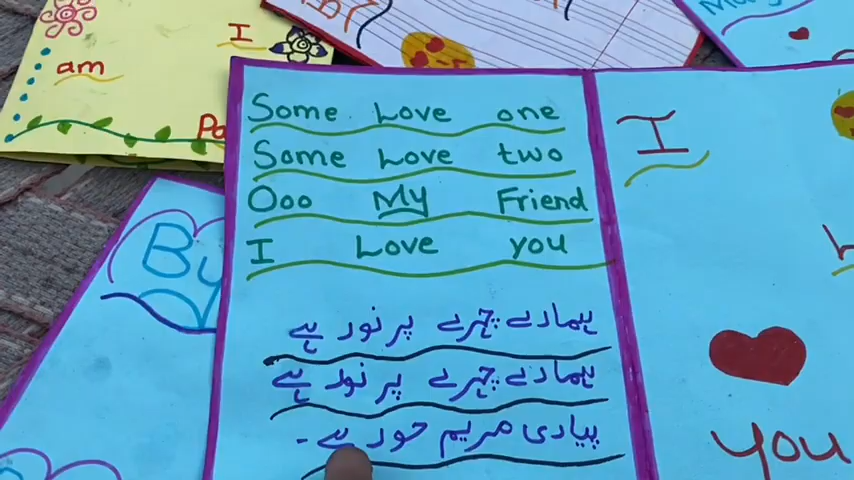 I
am
Some Love one
Some Love two
Ooo My Friend
I Love you
ہمارے چہرے پر نور ہے
ہمارے چہرے پر نور ہے
پیاری مریم حور ہے۔
I
you
By